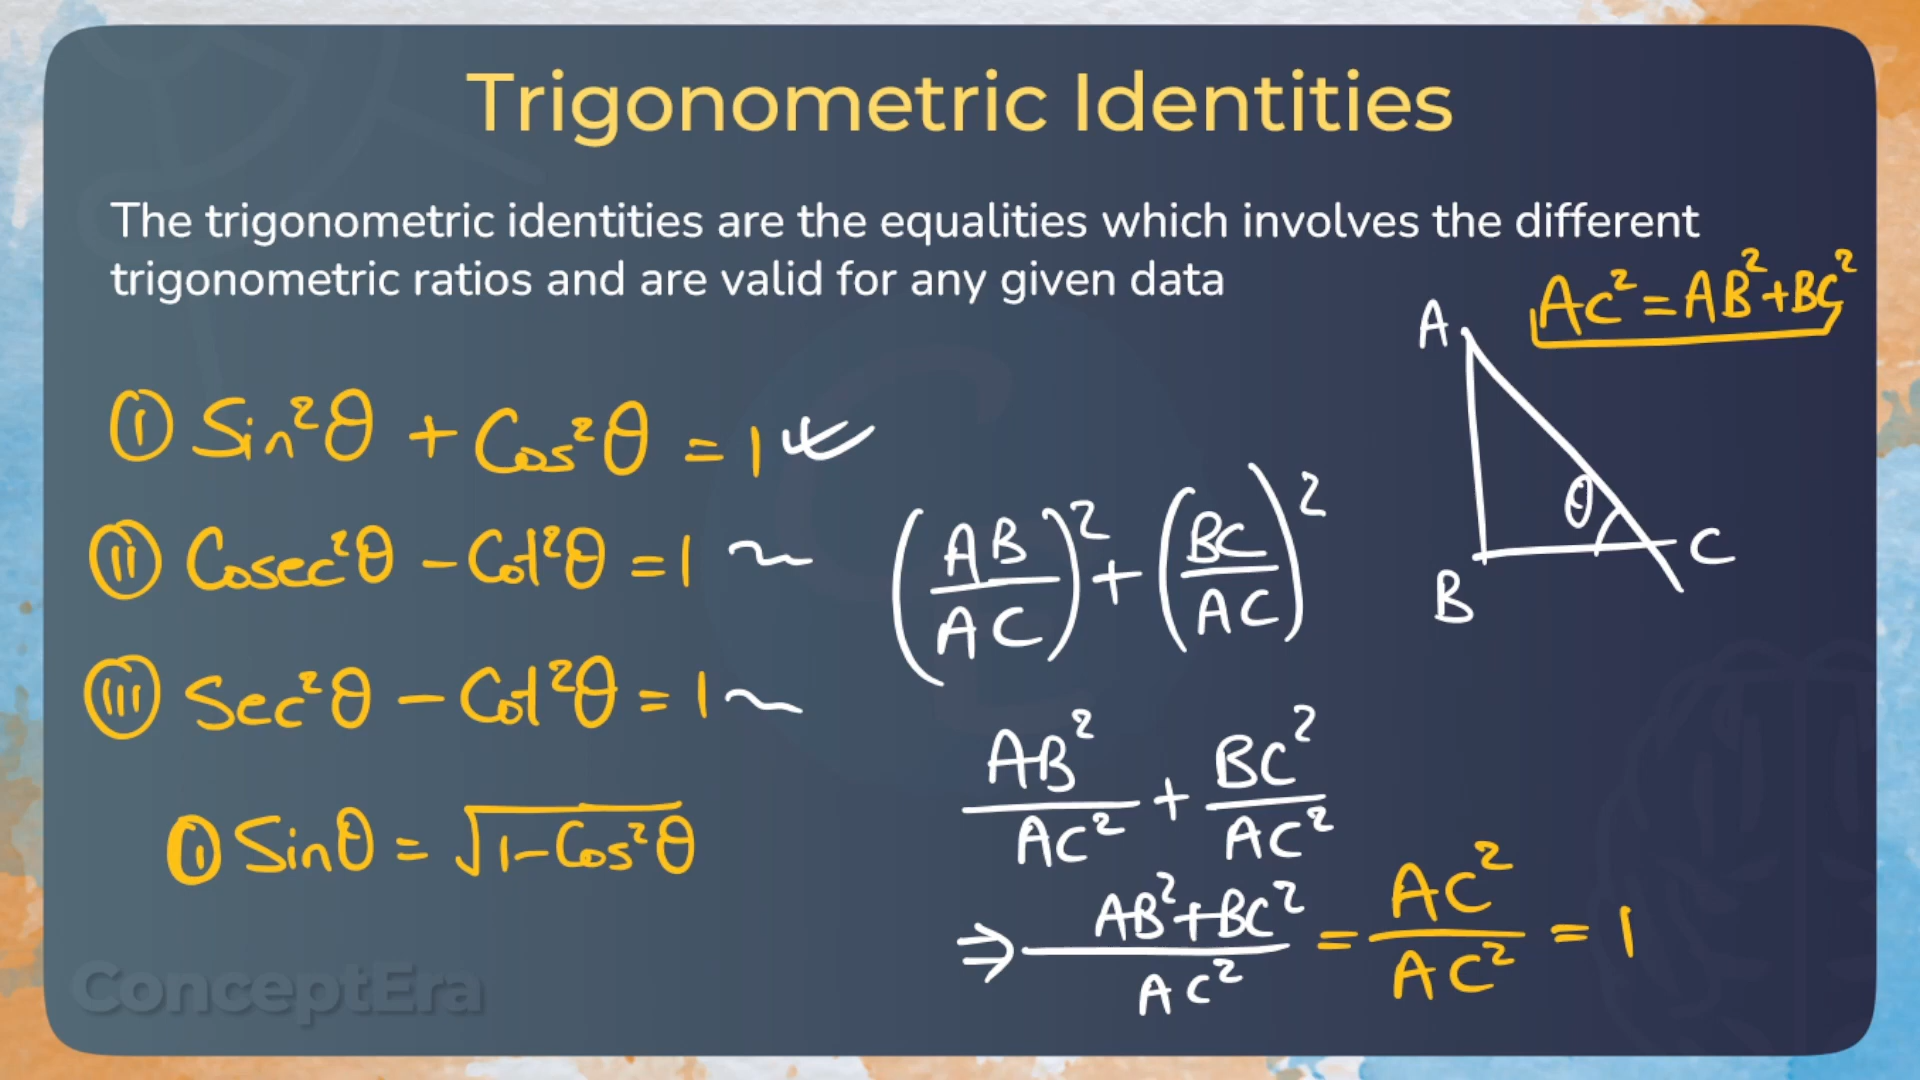 Trigonometric Identities
The trigonometric identities are the equalities which involves the different
trigonometric ratios and are valid for any given data
AC² = AB² + BC²
A
(i) Sin²θ + Cos²θ = 1
(AB/AC)² + (BC/AC)²
θ
C
B
(ii) Cosec²θ - Cot²θ = 1
(iii) Sec²θ - Cot²θ = 1
AB²/AC² + BC²/AC²
(i) Sinθ = √1-Cos²θ
⇒ AB²+BC²/AC² = AC²/AC² = 1
ConceptEra